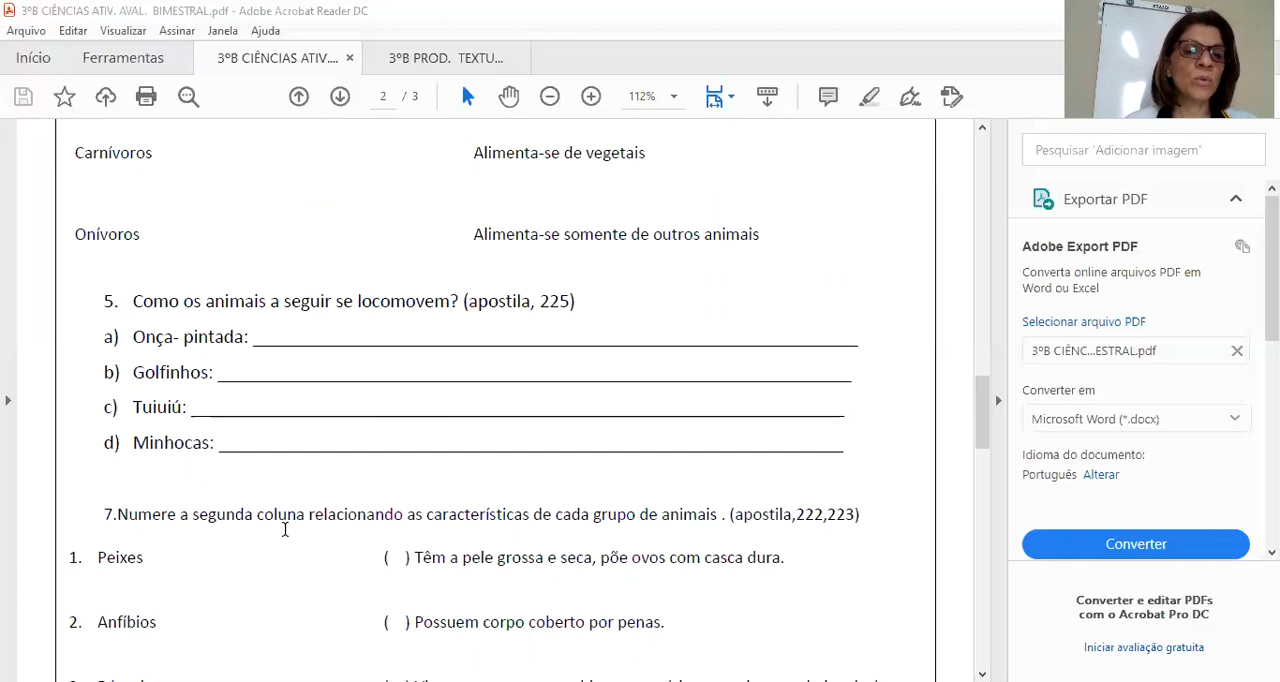 3ºB CIÊNCIAS ATIV. AVAL. BIMESTRAL.pdf - Adobe Acrobat Reader DC
Arquivo Editar Visualizar Assinar Janela Ajuda
Início Ferramentas 3ºB CIÊNCIAS ATIV.... × 3ºB PROD. TEXTU...
2 / 3 112%
Carnívoros Alimenta-se de vegetais
Onívoros Alimenta-se somente de outros animais
5. Como os animais a seguir se locomovem? (apostila, 225)
a) Onça- pintada:
b) Golfinhos:
c) Tuiuiú:
d) Minhocas:
7.Numere a segunda coluna relacionando as características de cada grupo de animais . (apostila,222,223)
1. Peixes ( ) Têm a pele grossa e seca, põe ovos com casca dura.
2. Anfíbios ( ) Possuem corpo coberto por penas.
Pesquisar 'Adicionar imagem'
Exportar PDF
Adobe Export PDF
Converta online arquivos PDF em
Word ou Excel
Selecionar arquivo PDF
3ºB CIÊNC...ESTRAL.pdf
Converter em
Microsoft Word (*.docx)
Idioma do documento:
Português Alterar
Converter
Converter e editar PDFs
com o Acrobat Pro DC
Iniciar avaliação gratuita